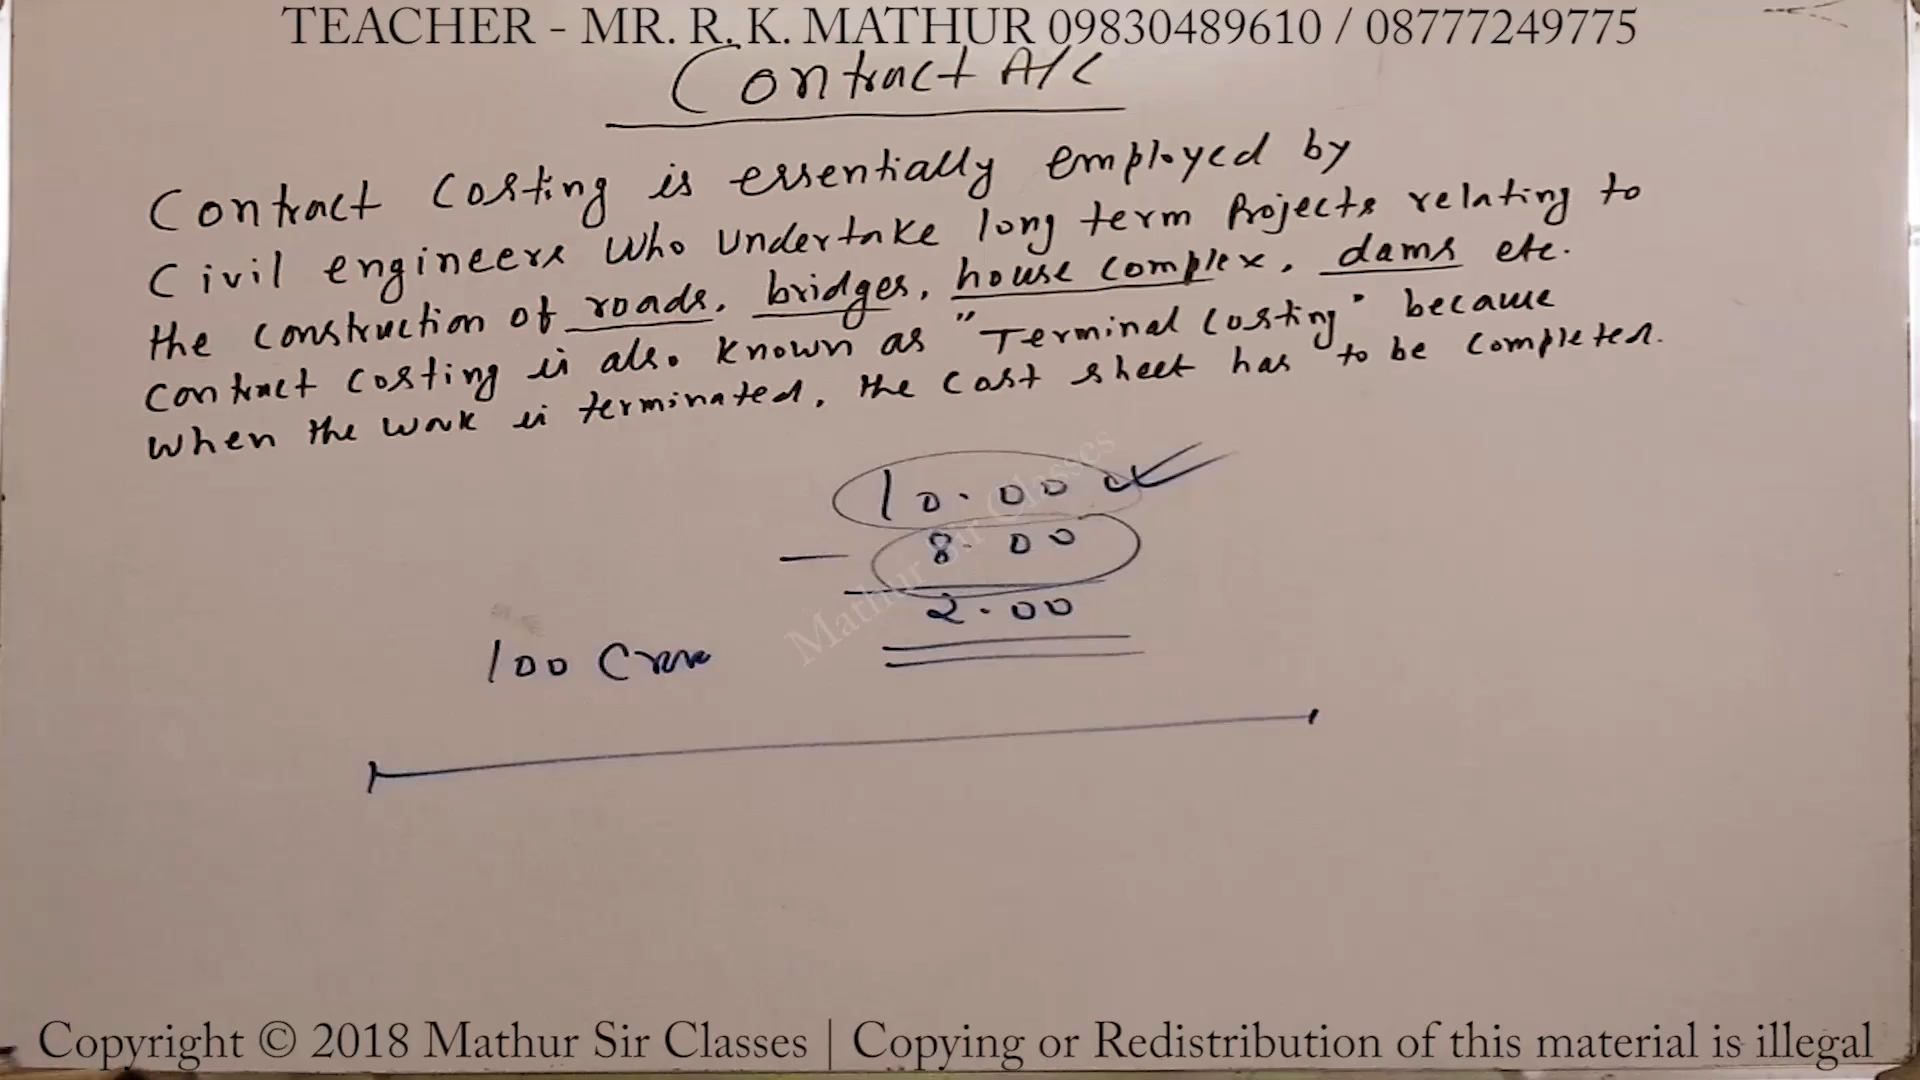 TEACHER - MR. R. K. MATHUR 09830489610 / 08777249775
Contract A/C
Contract Costing is essentially employed by
Civil engineers who undertake long term Projects relating to
the construction of roads, bridges, house complex, dams etc.
Contract Costing is also known as "Terminal Costing" because
when the work is terminated, the cost sheet has to be completed.
10.00
- 8.00
2.00
100
Mathur Sir Classes
Copyright © 2018 Mathur Sir Classes | Copying or Redistribution of this material is illegal